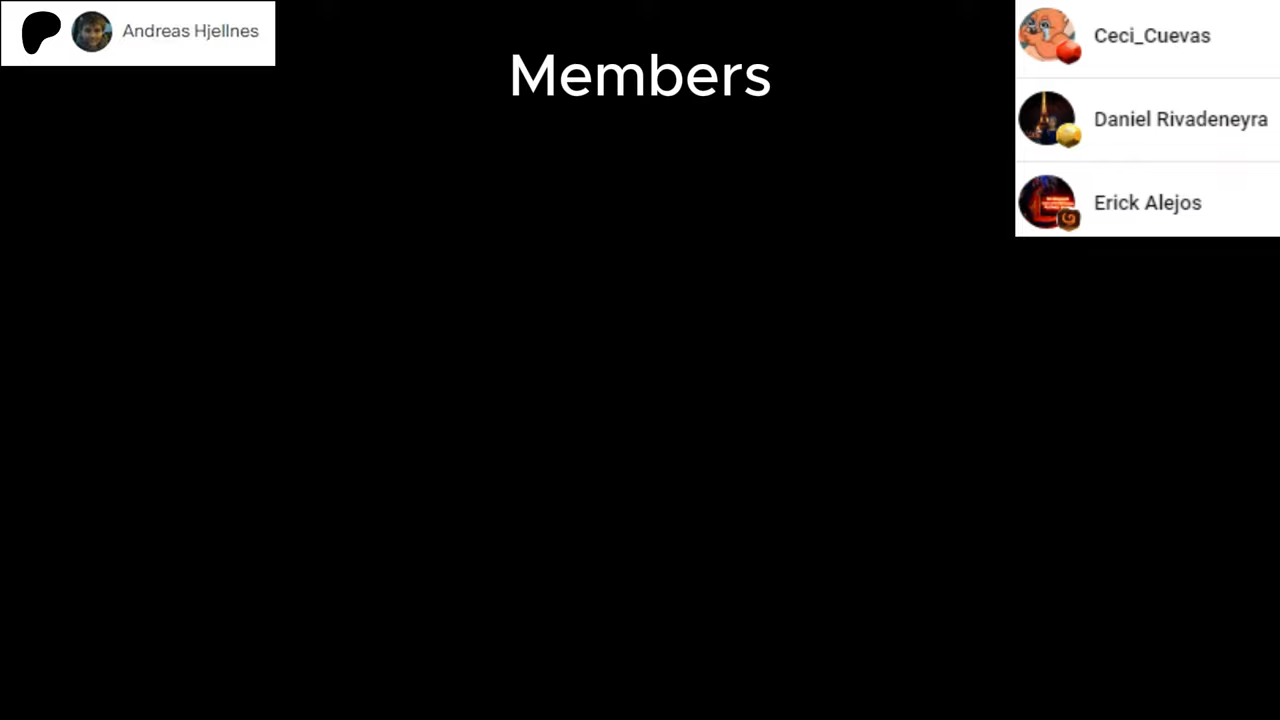 Andreas Hjellnes
Members
Ceci_Cuevas
Daniel Rivadeneyra
Erick Alejos